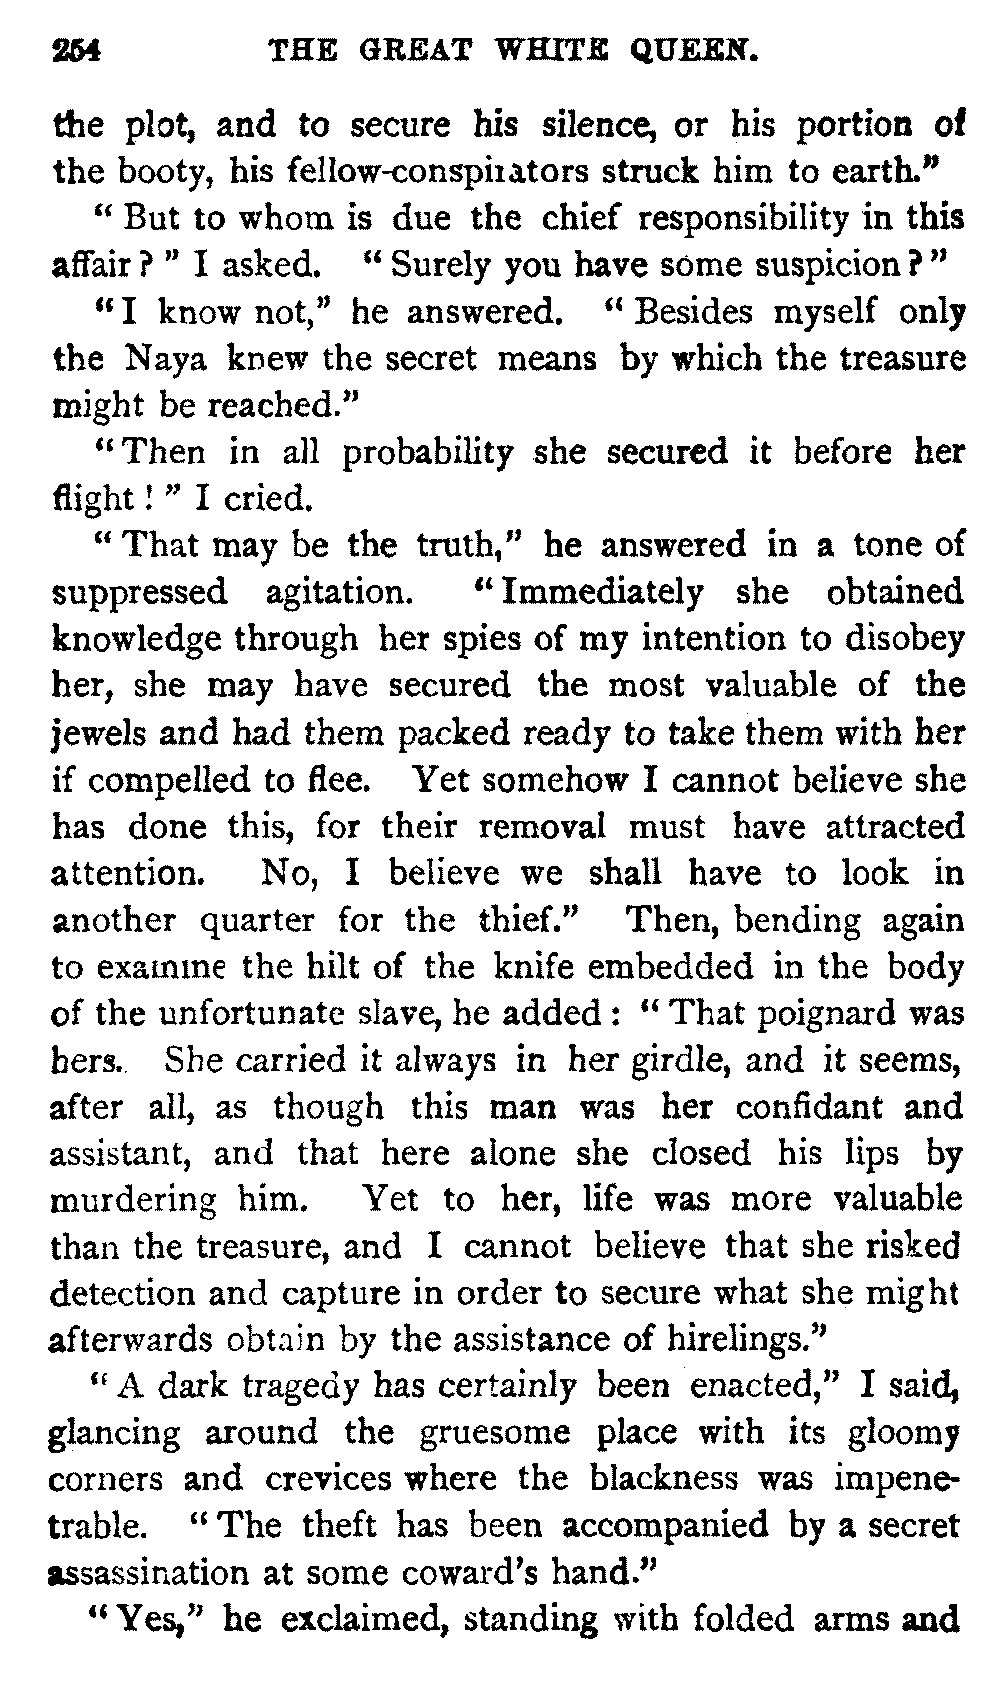 254 THE GREAT WHITE QUEEN.
the plot, and to secure his silence, or his portion of
the booty, his fellow-conspirators struck him to earth."
"But to whom is due the chief responsibility in this
affair?" I asked. "Surely you have some suspicion?"
"I know not," he answered. "Besides myself only
the Naya knew the secret means by which the treasure
might be reached."
"Then in all probability she secured it before her
flight!" I cried.
"That may be the truth," he answered in a tone of
suppressed agitation. "Immediately she obtained
knowledge through her spies of my intention to disobey
her, she may have secured the most valuable of the
jewels and had them packed ready to take them with her
if compelled to flee. Yet somehow I cannot believe she
has done this, for their removal must have attracted
attention. No, I believe we shall have to look in
another quarter for the thief." Then, bending again
to examine the hilt of the knife embedded in the body
of the unfortunate slave, he added: "That poignard was
hers. She carried it always in her girdle, and it seems,
after all, as though this man was her confidant and
assistant, and that here alone she closed his lips by
murdering him. Yet to her, life was more valuable
than the treasure, and I cannot believe that she risked
detection and capture in order to secure what she might
afterwards obtain by the assistance of hirelings."
"A dark tragedy has certainly been enacted," I said,
glancing around the gruesome place with its gloomy
corners and crevices where the blackness was impene-
trable. "The theft has been accompanied by a secret
assassination at some coward's hand."
"Yes," he exclaimed, standing with folded arms and